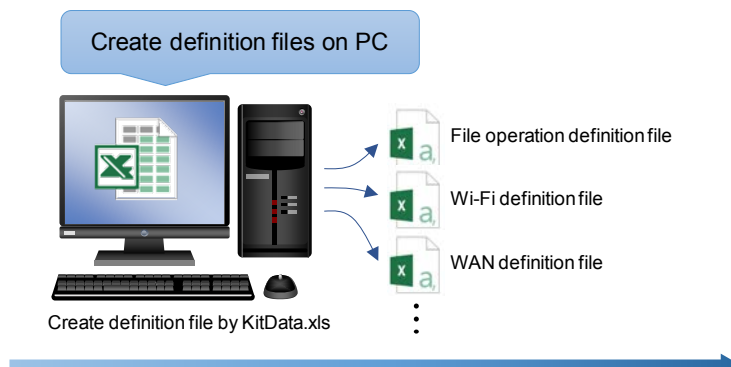 Create definition files on PC
File operation definition file
Wi-Fi definition file
WAN definition file
Create definition file by KitData.xls